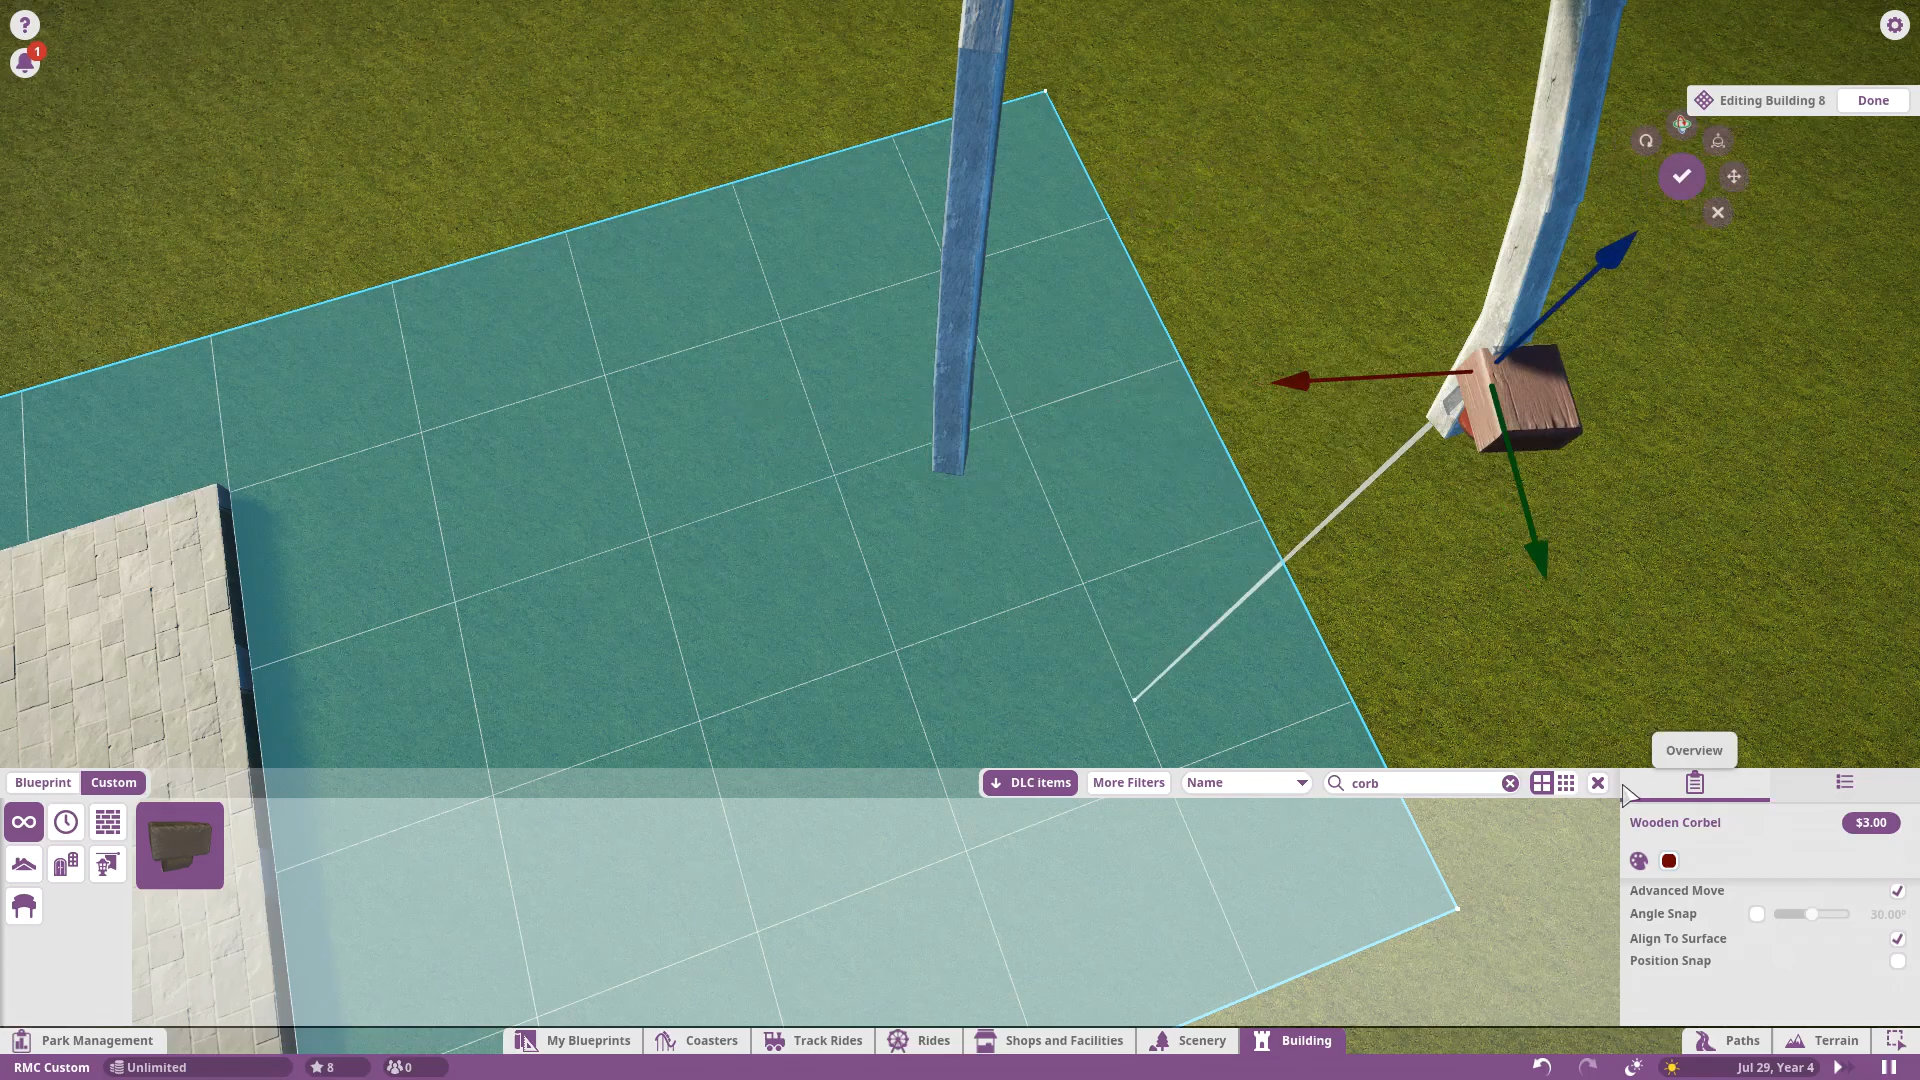 ?
1
Editing Building 8
Done
Overview
Blueprint
Custom
DLC items
More Filters
Name
corb
Wooden Corbel
$3.00
Advanced Move
Angle Snap
30.00°
Align To Surface
Position Snap
Park Management
My Blueprints
Coasters
Track Rides
Rides
Shops and Facilities
Scenery
Building
Paths
Terrain
RMC Custom
Unlimited
8
0
Jul 29, Year 4